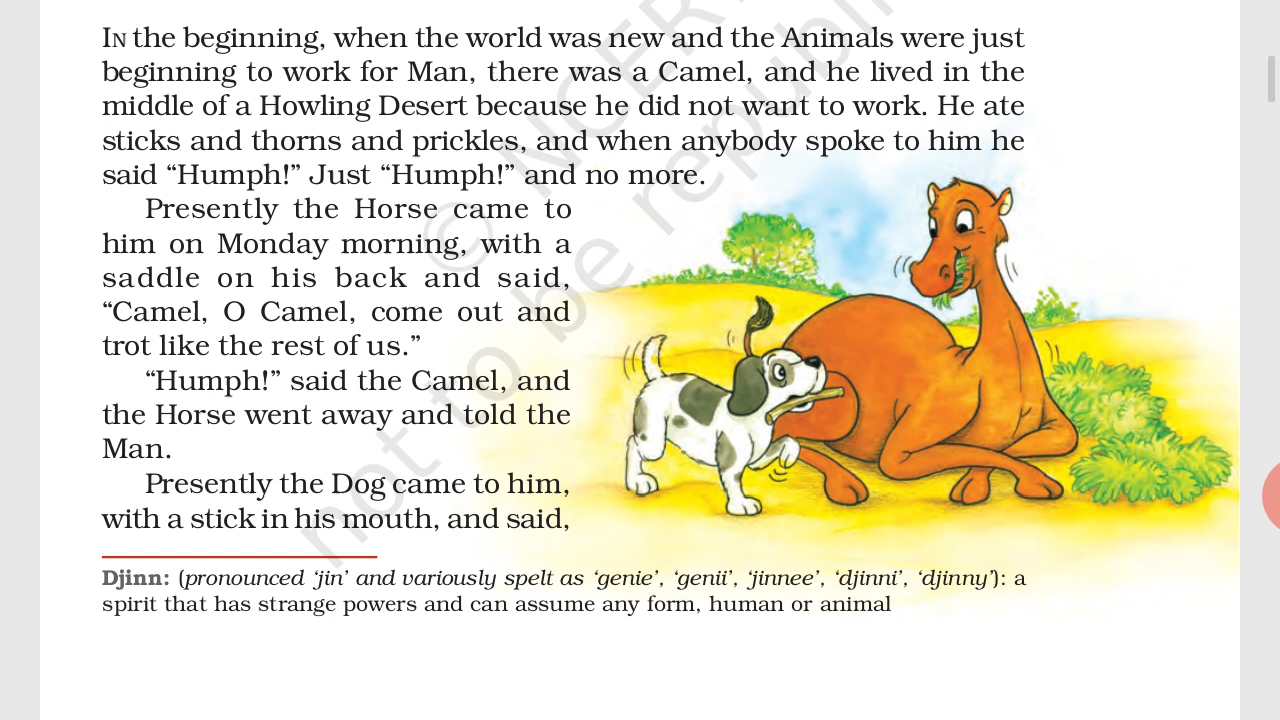 IN the beginning, when the world was new and the Animals were just
beginning to work for Man, there was a Camel, and he lived in the
middle of a Howling Desert because he did not want to work. He ate
sticks and thorns and prickles, and when anybody spoke to him he
said “Humph!” Just “Humph!” and no more.
Presently the Horse came to
him on Monday morning, with a
saddle on his back and said,
“Camel, O Camel, come out and
trot like the rest of us.”
“Humph!” said the Camel, and
the Horse went away and told the
Man.
Presently the Dog came to him,
with a stick in his mouth, and said,
Djinn: (pronounced ‘jin’ and variously spelt as ‘genie’, ‘genii’, ‘jinnee’, ‘djinni’, ‘djinny’): a
spirit that has strange powers and can assume any form, human or animal
© NCER
not to be republi